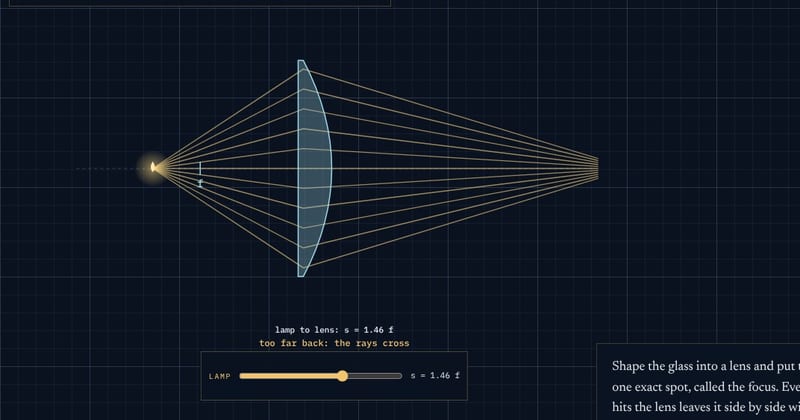 f
lamp to lens: s = 1.46 f
too far back: the rays cross
LAMP s = 1.46 f
Shape the glass into a lens and put
one exact spot, called the focus.
hits the lens leaves it side by side